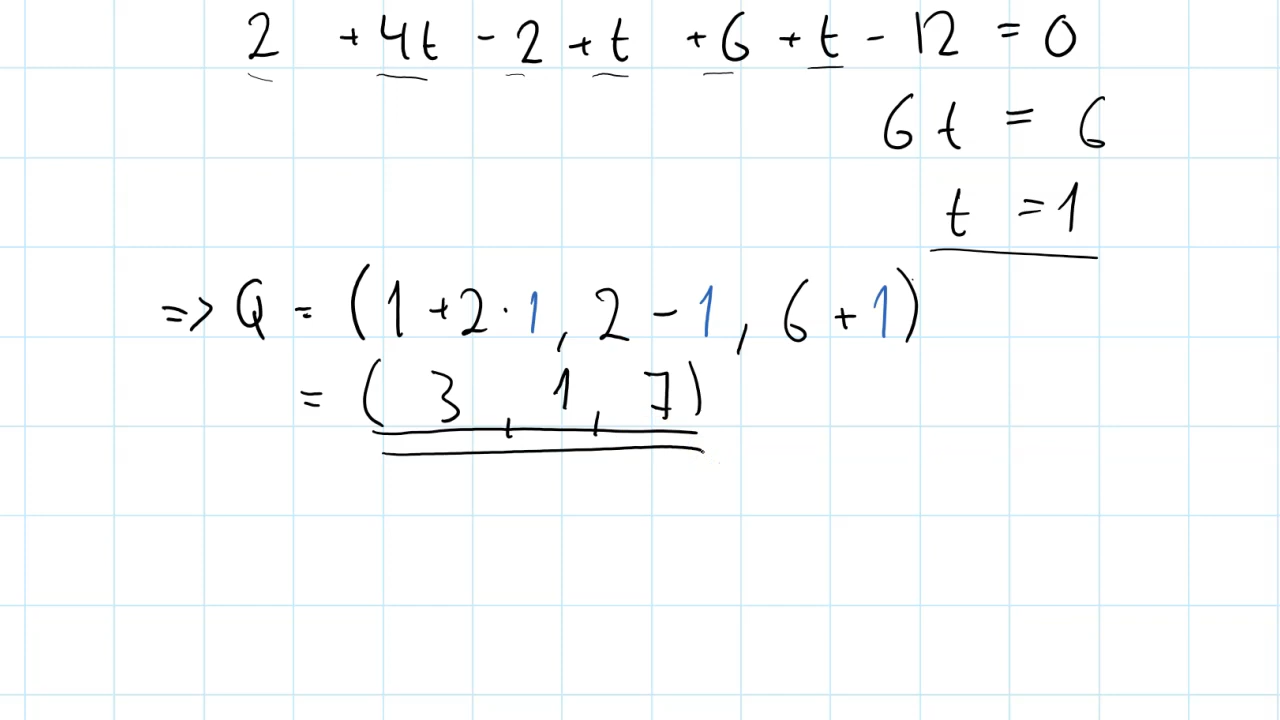 2 +4t - 2 + t + 6 + t - 12 = 0
6t = 6
t = 1
=> Q = (1 + 2 · 1, 2 - 1, 6 + 1)
= (3, 1, 7)